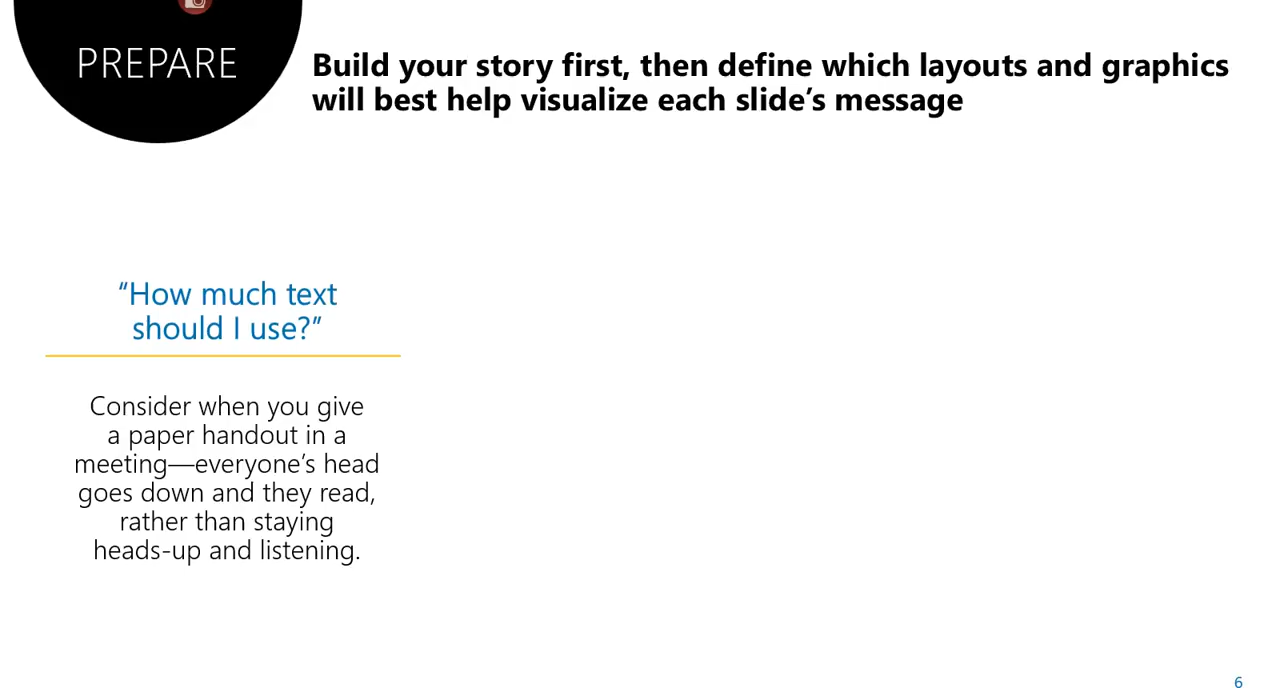 PREPARE
Build your story first, then define which layouts and graphics
will best help visualize each slide’s message
“How much text
should I use?”
Consider when you give
a paper handout in a
meeting—everyone’s head
goes down and they read,
rather than staying
heads-up and listening.
6